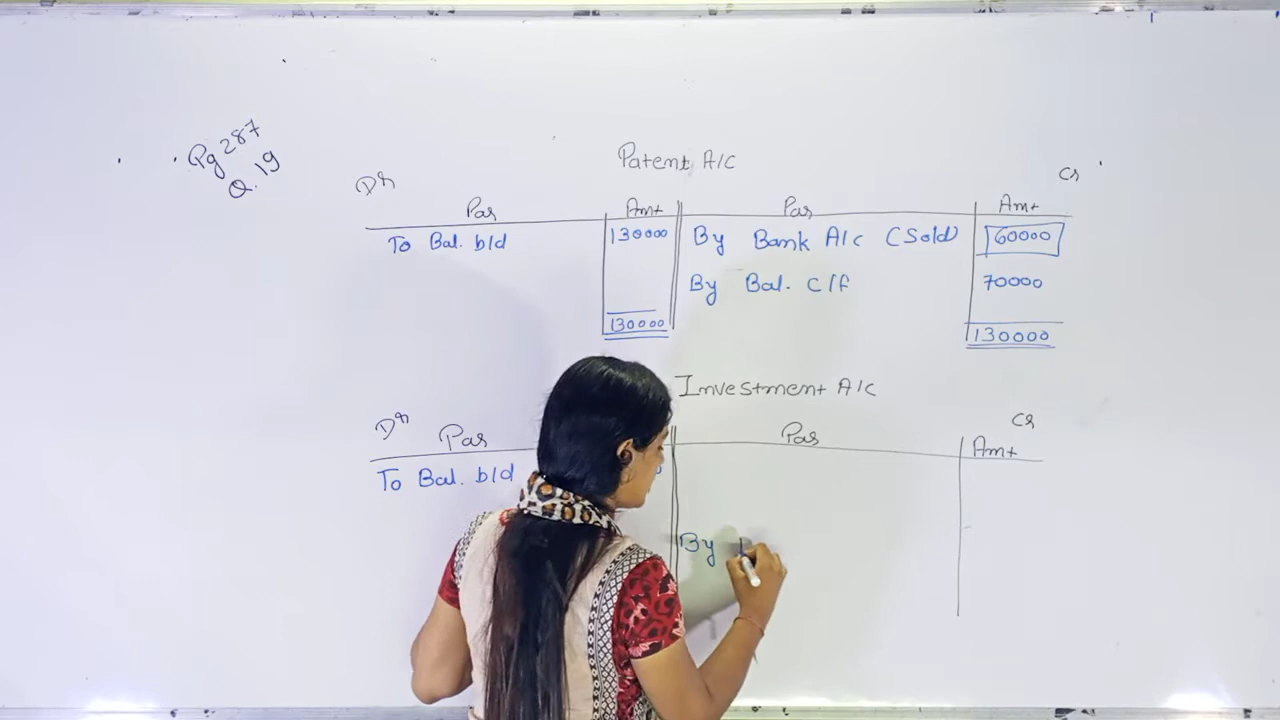 Pg 287
Q. 19
Patent A/C
Dr Cr
Par Amt Par Amt
To Bal. b/d 130000 By Bank A/c (Sold) 60000
By Bal. c/f 70000
130000 130000
Investment A/C
Dr Cr
Par Par Amt
To Bal. b/d
By